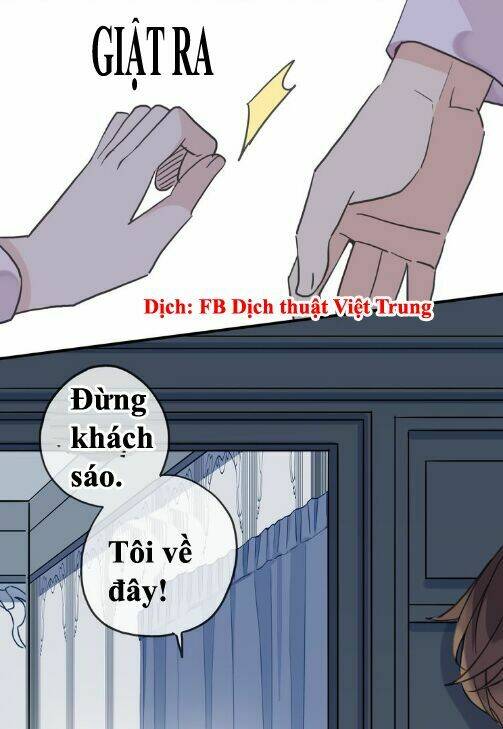 GIẬT RA
Dịch: FB Dịch thuật Việt Trung
Đừng
khách
sáo.
Tôi về
đây!